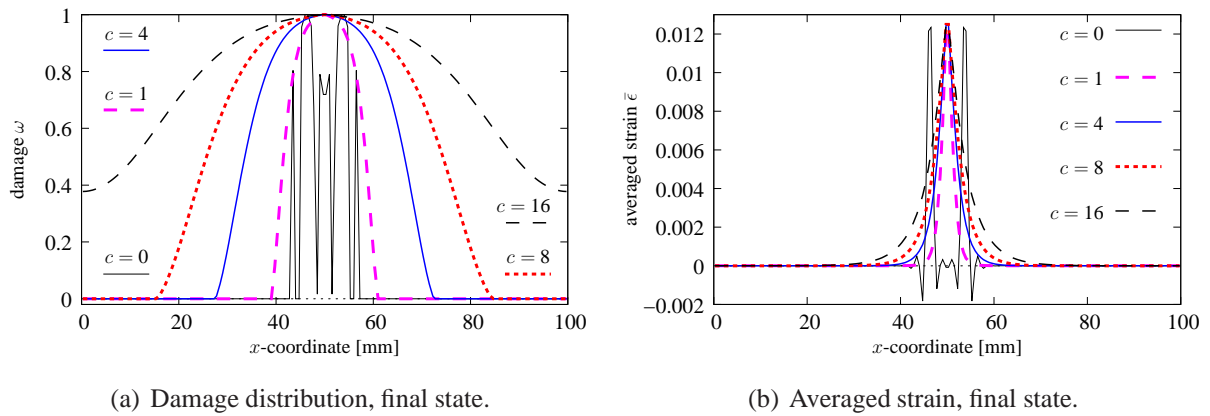 1
0.8
0.6
0.4
0.2
0
damage ω
0 20 40 60 80 100
x-coordinate [mm]
c = 4
c = 1
c = 0
c = 16
c = 8
(a) Damage distribution, final state.
0.012
0.01
0.008
0.006
0.004
0.002
0
−0.002
averaged strain ϵ̄
0 20 40 60 80 100
x-coordinate [mm]
c = 0
c = 1
c = 4
c = 8
c = 16
(b) Averaged strain, final state.